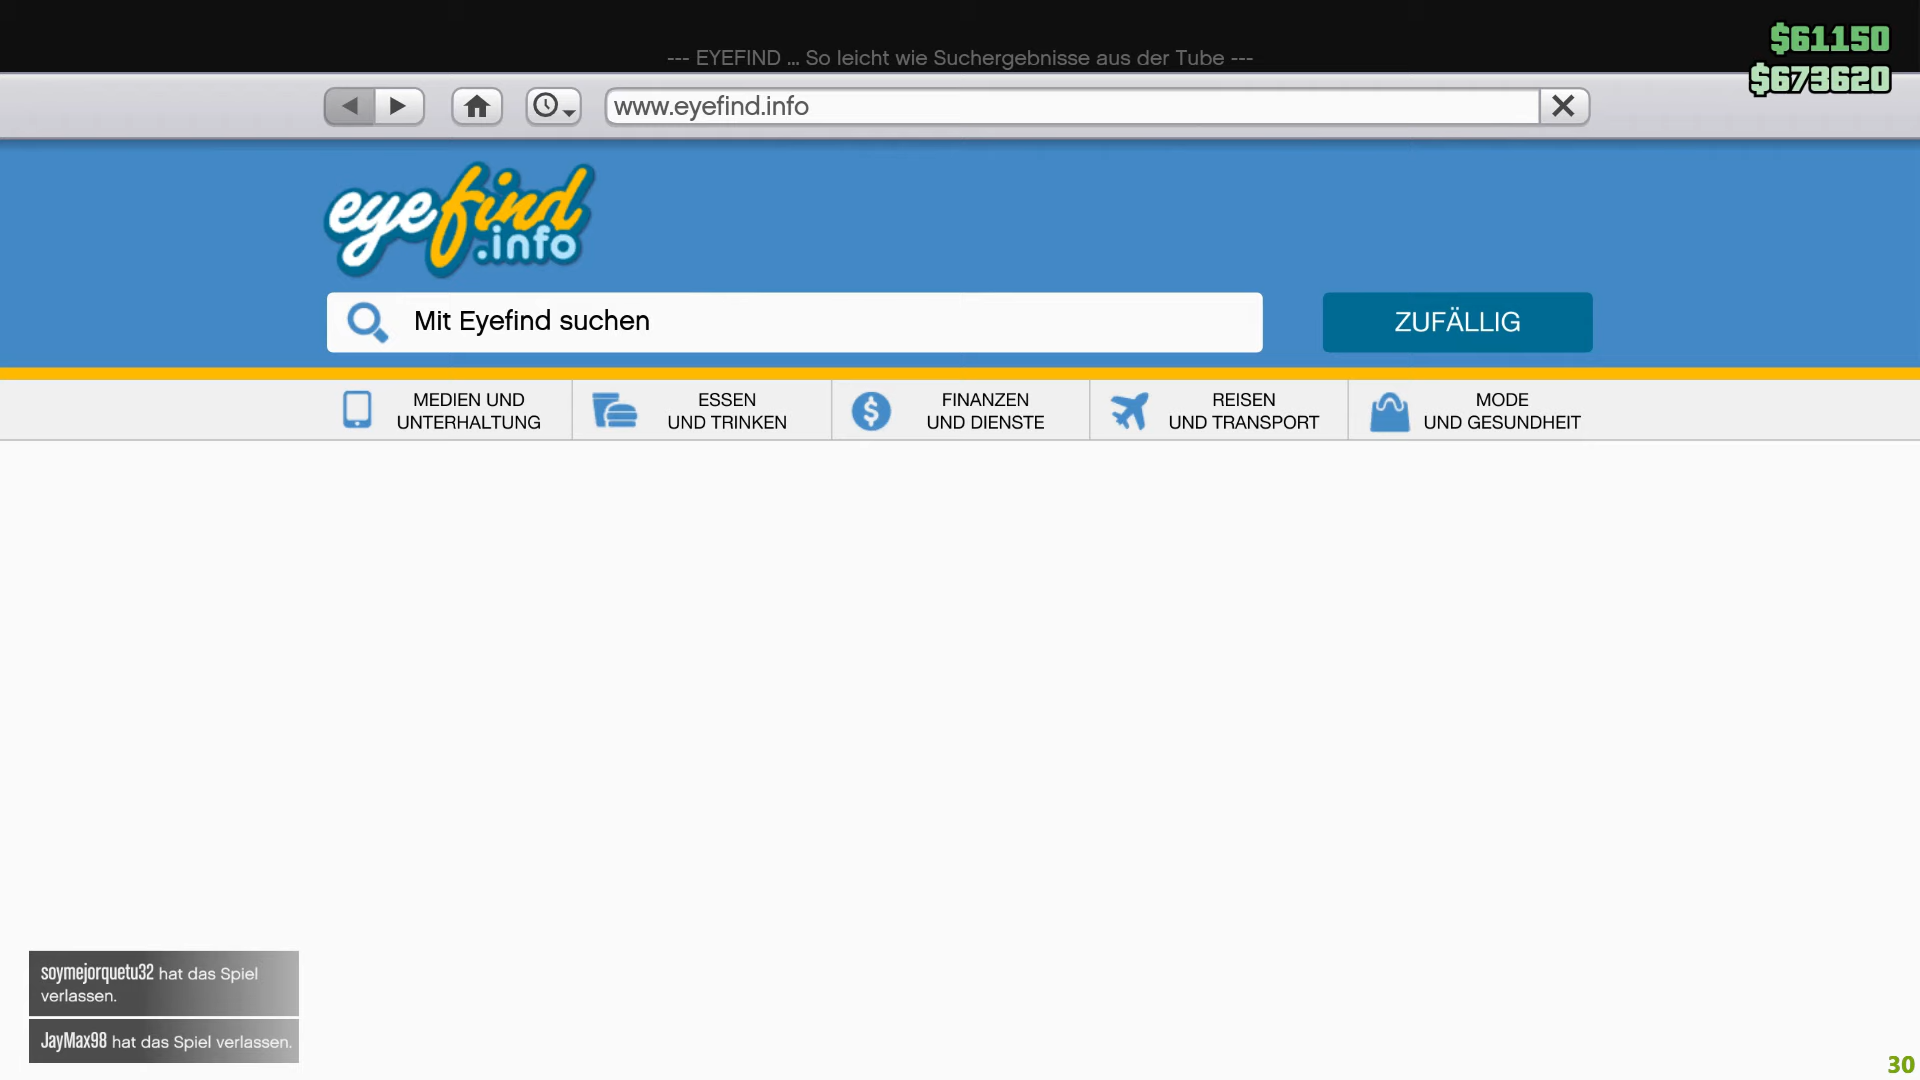 $61150
--- EYEFIND ... So leicht wie Suchergebnisse aus der Tube ---
$673620
www.eyefind.info
eyefind
.info
Mit Eyefind suchen
ZUFÄLLIG
MEDIEN UND
UNTERHALTUNG
ESSEN
UND TRINKEN
FINANZEN
UND DIENSTE
REISEN
UND TRANSPORT
MODE
UND GESUNDHEIT
soymejorquetu32 hat das Spiel
verlassen.
JayMax98 hat das Spiel verlassen.
30